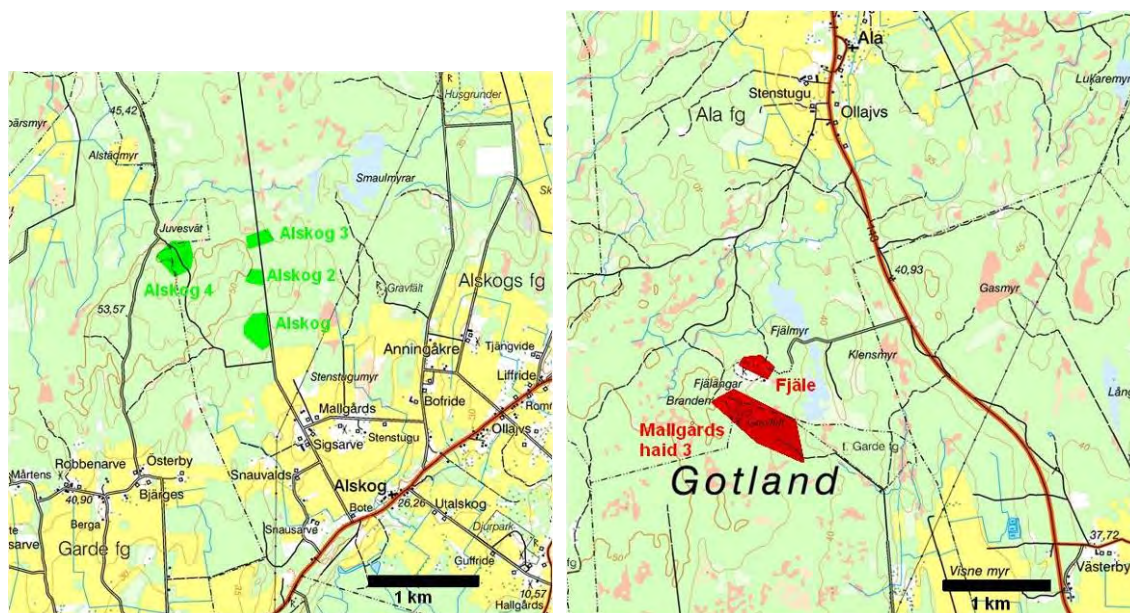 Husgrunder
45,42
Alstädmyr
Smaulmyrar
Juvesvät
Alskog 3
Alskog 2
Alskog 4
Gravfält
Alskogs fg
53,57
Alskog
Anningåkre
Tjängvide
Stenstugumyr
Liffride
Bofride
Mallgårds
Stenstugu
Ollajvs
Sigsarve
Robbenarve
Österby
Snauvalds
Mårtens
40,90
Bjärges
Alskog
26,26
Utalskog
Berga
Bote
Snausarve
Djurpark
Garde fg
Guffride
10,57
Hallgårds
1 km
Ala
Lukaremyr
Stenstugu
Ala fg
Ollajvs
140
40,93
Gasmyr
Fjälmyr
Klensmyr
Fjäle
Fjälängar
Branden
Mallgårds
haid 3
f. Garde fg
Gotland
37,72
Västerby
Visne myr
1 km